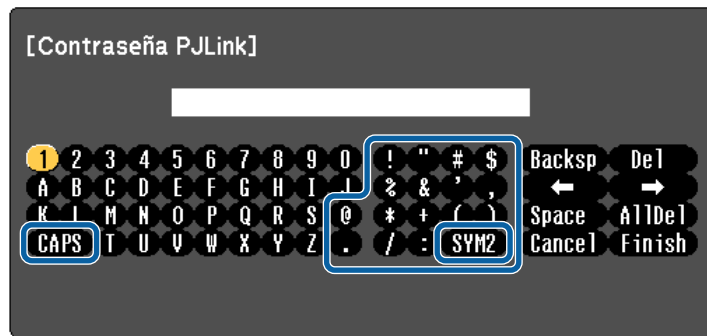 [Contraseña PJLink]
1 2 3 4 5 6 7 8 9 0 ! " # $ Backsp Del
A B C D E F G H I J % & ' , ← →
K L M N O P Q R S @ * + ( ) Space AllDel
CAPS T U V W X Y Z . / : SYM2 Cancel Finish